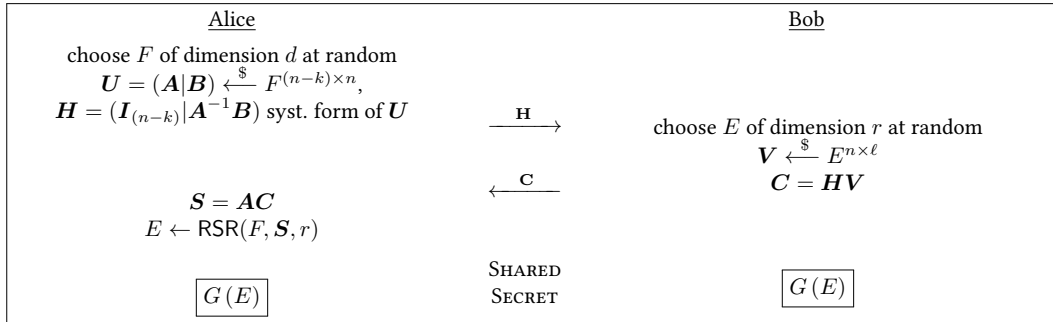 Alice
Bob
choose F of dimension d at random
U = (A|B) ←$ F^{(n−k)×n},
H = (I_{(n−k)}|A^{−1}B) syst. form of U
H
choose E of dimension r at random
V ←$ E^{n×ℓ}
C
C = HV
S = AC
E ← RSR(F, S, r)
SHARED
SECRET
G (E)
G (E)